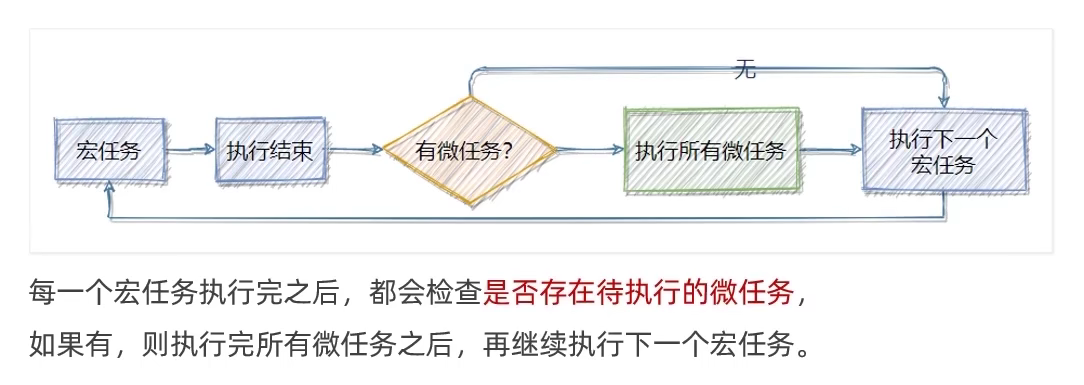 无
宏任务
执行结束
有微任务?
执行所有微任务
执行下一个
宏任务
每一个宏任务执行完之后，都会检查是否存在待执行的微任务，
如果有，则执行完所有微任务之后，再继续执行下一个宏任务。